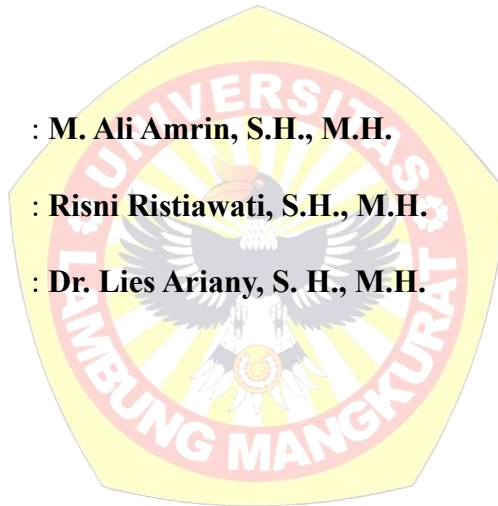 : M. Ali Amrin, S.H., M.H.
: Risni Ristiawati, S.H., M.H.
: Dr. Lies Ariany, S. H., M.H.
UNIVERSITAS
LAMBUNG MANGKURAT